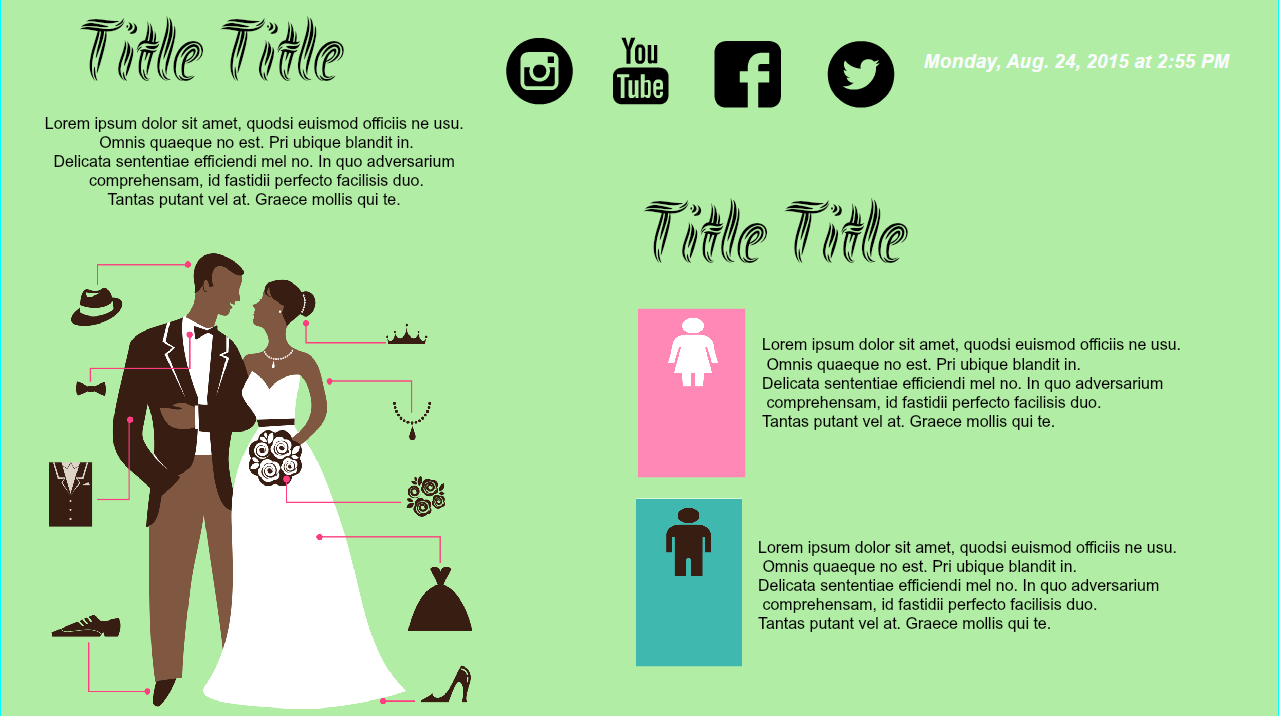 Title Title
You
Tube
Monday, Aug. 24, 2015 at 2:55 PM
Lorem ipsum dolor sit amet, quodsi euismod officiis ne usu.
Omnis quaeque no est. Pri ubique blandit in.
Delicata sententiae efficiendi mel no. In quo adversarium
comprehensam, id fastidii perfecto facilisis duo.
Tantas putant vel at. Graece mollis qui te.
Title Title
Lorem ipsum dolor sit amet, quodsi euismod officiis ne usu.
Omnis quaeque no est. Pri ubique blandit in.
Delicata sententiae efficiendi mel no. In quo adversarium
comprehensam, id fastidii perfecto facilisis duo.
Tantas putant vel at. Graece mollis qui te.
Lorem ipsum dolor sit amet, quodsi euismod officiis ne usu.
Omnis quaeque no est. Pri ubique blandit in.
Delicata sententiae efficiendi mel no. In quo adversarium
comprehensam, id fastidii perfecto facilisis duo.
Tantas putant vel at. Graece mollis qui te.